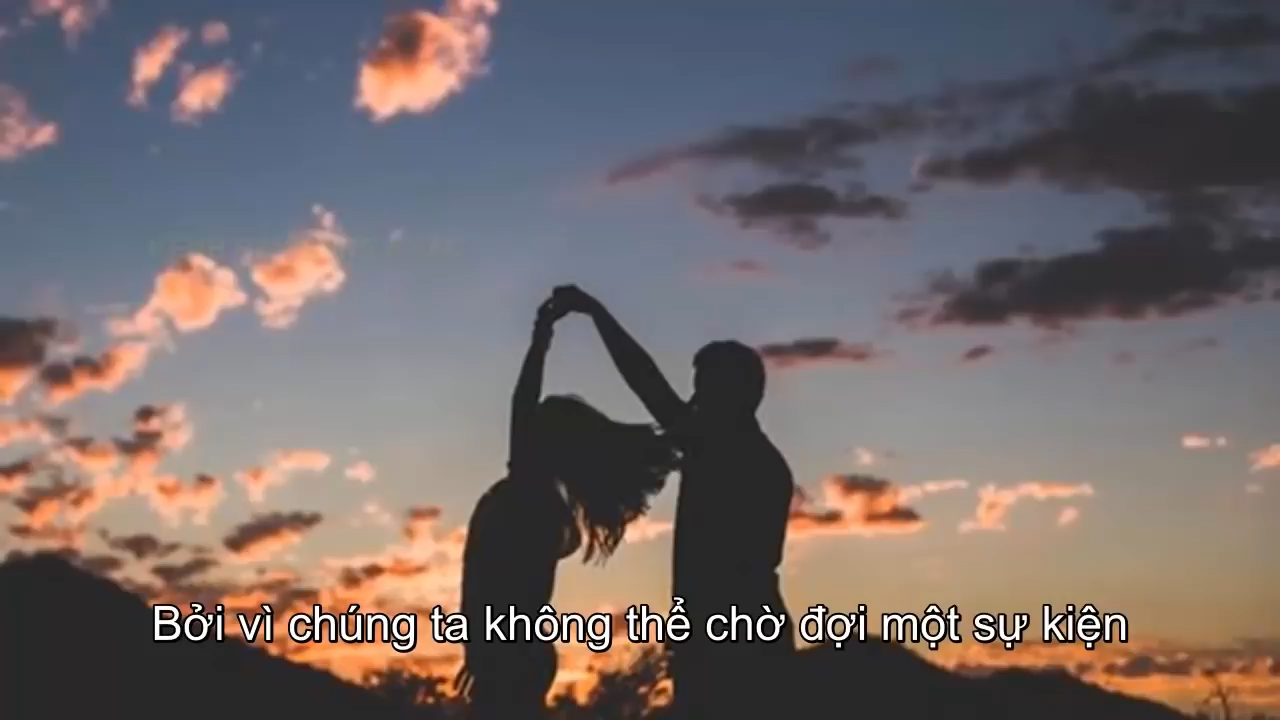 Bởi vì chúng ta không thể chờ đợi một sự kiện